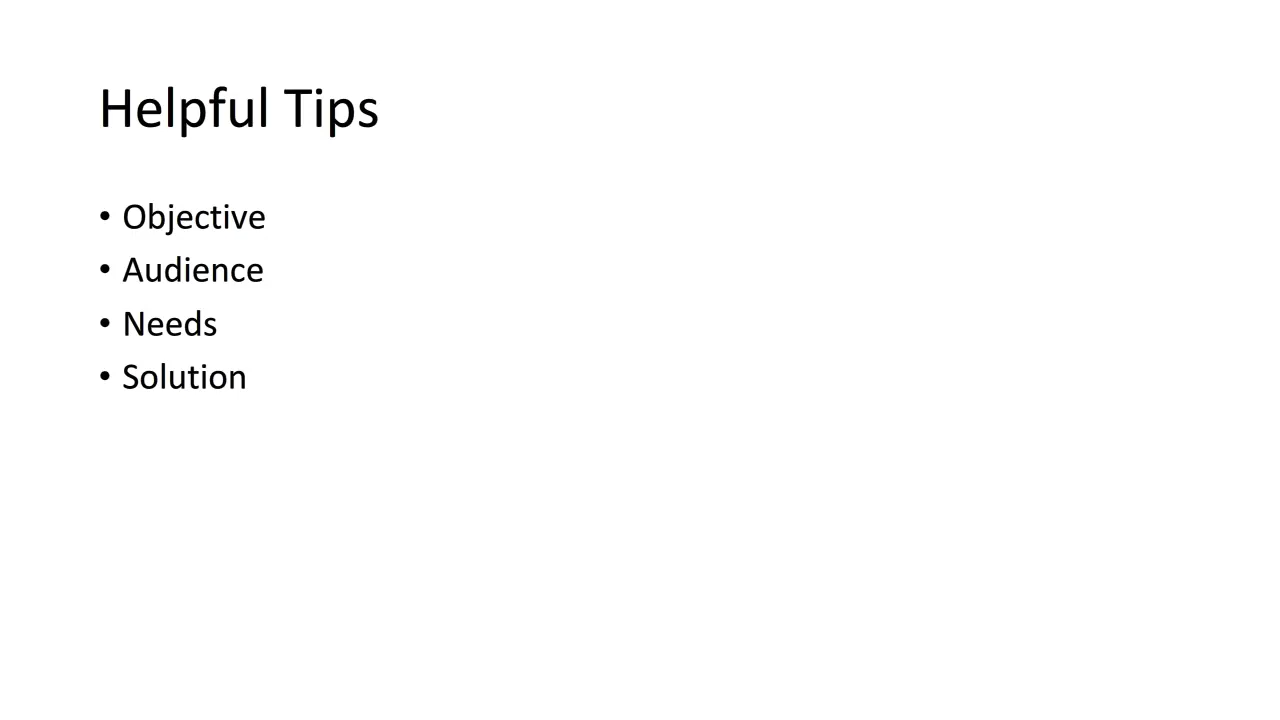 Helpful Tips
• Objective
• Audience
• Needs
• Solution